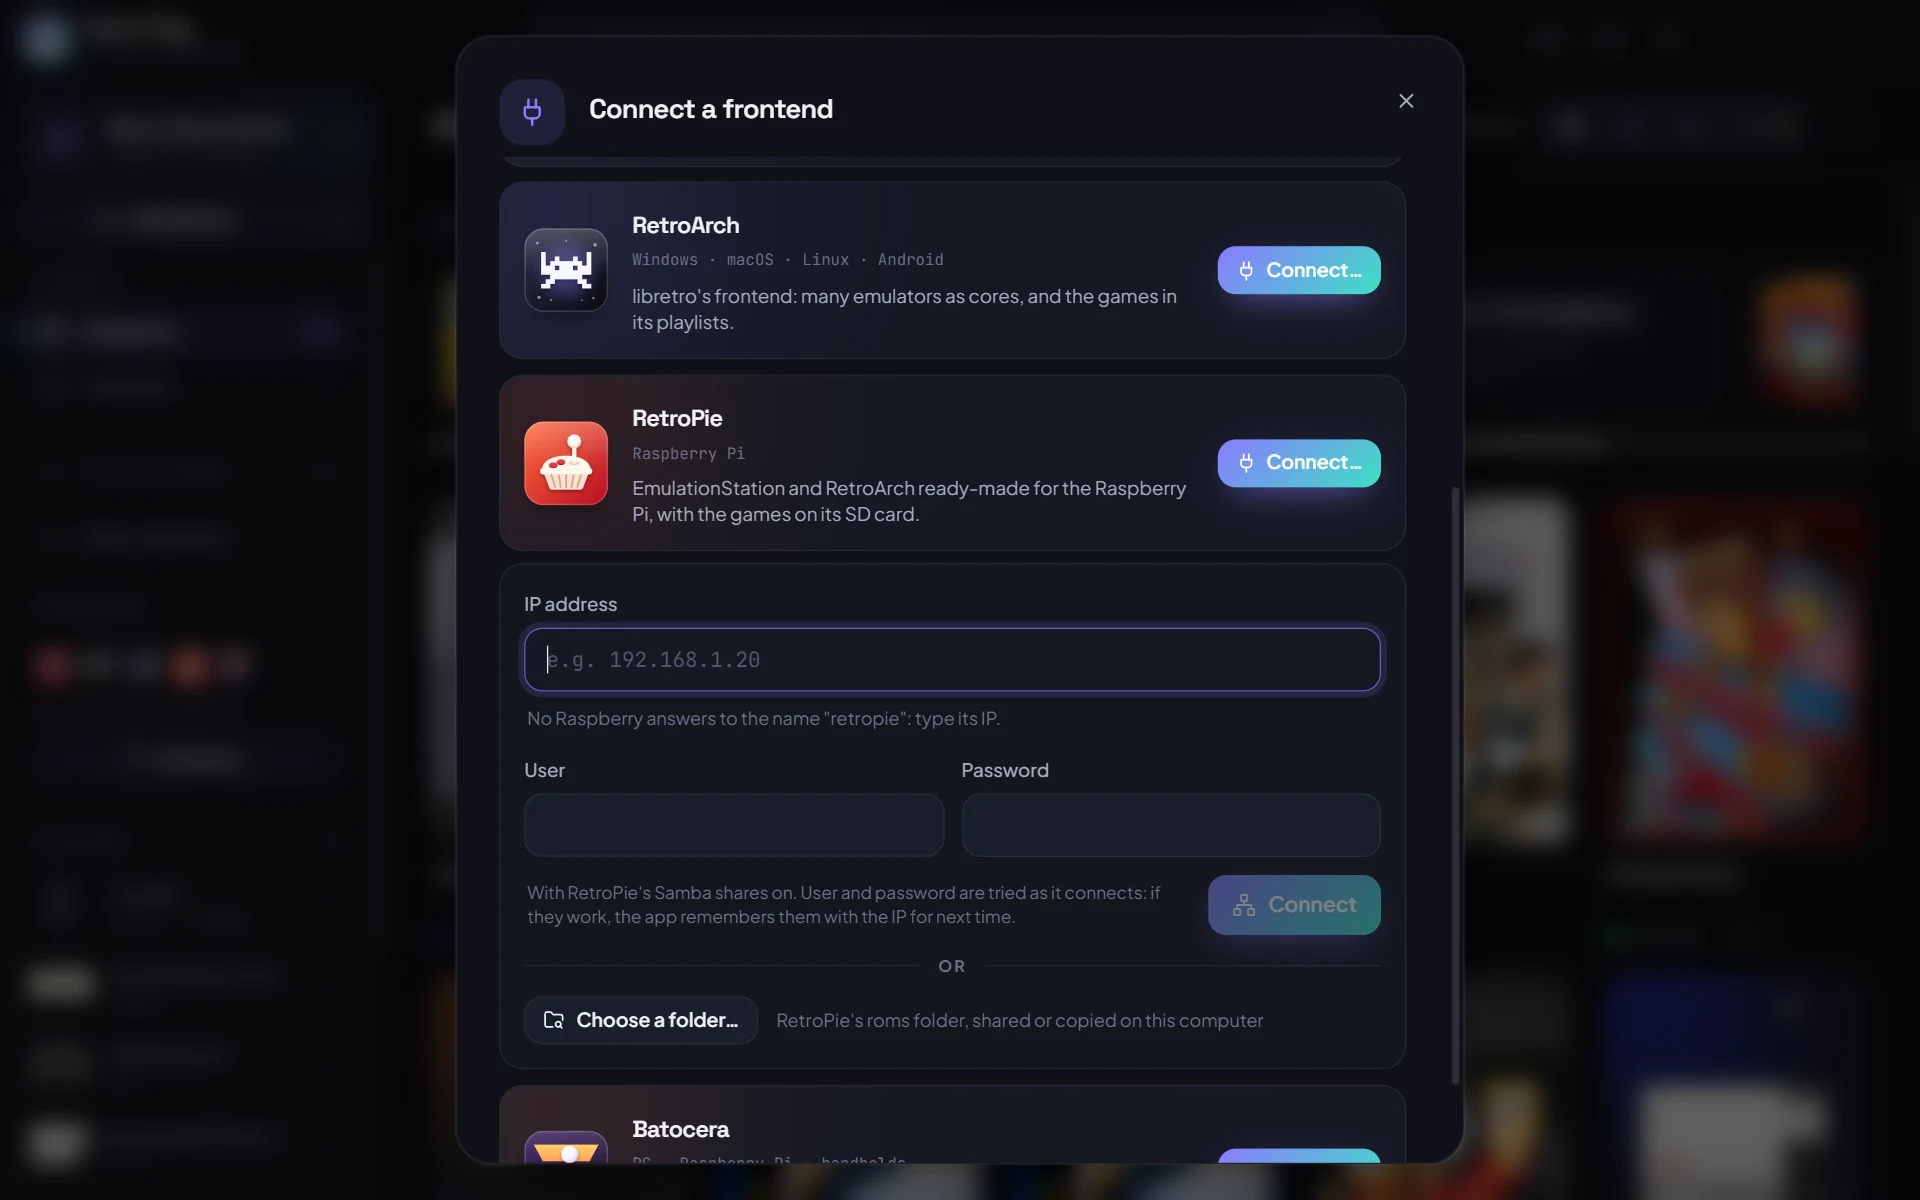 Connect a frontend
RetroArch
Windows · macOS · Linux · Android
libretro's frontend: many emulators as cores, and the games in
its playlists.
Connect…
RetroPie
Raspberry Pi
EmulationStation and RetroArch ready-made for the Raspberry
Pi, with the games on its SD card.
Connect…
IP address
e.g. 192.168.1.20
No Raspberry answers to the name "retropie": type its IP.
User
Password
With RetroPie's Samba shares on. User and password are tried as it connects: if
they work, the app remembers them with the IP for next time.
Connect
OR
Choose a folder…
RetroPie's roms folder, shared or copied on this computer
Batocera
PC · Raspberry Pi · handhelds